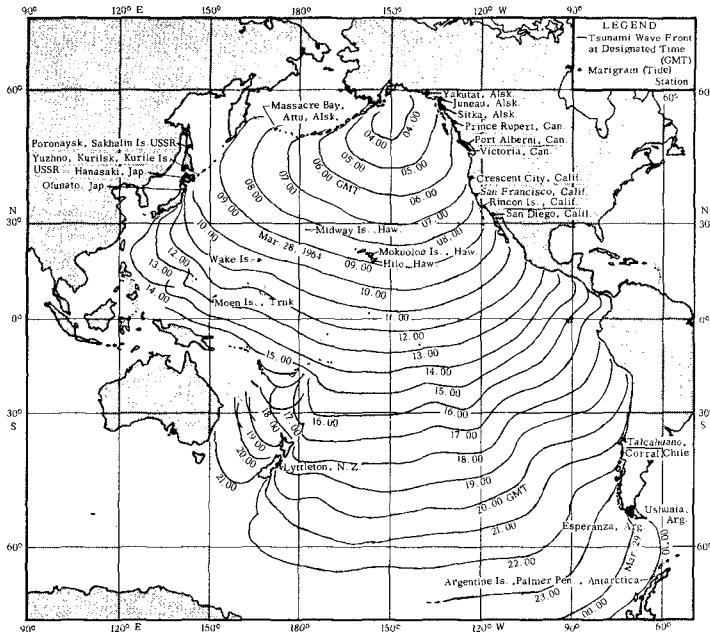 90° 120° E 150° 180° 150° 120° W 90° 60°
LEGEND
Tsunami Wave Front
at Designated Time
(GMT)
Marigram (Tide)
Station
60°
60°
60
Yakutat, Alsk.
Juneau, Alsk.
Sitka, Alsk.
Massacre Bay,
Attu, Alsk.
Prince Rupert, Can.
Poronaysk, Sakhalin Is. USSR
Port Alberni, Can.
Victoria, Can.
Yuzhno, Kurilsk, Kurile Is.
USSR
Hanasaki, Jap.
Ofunato, Jap.
Crescent City, Calif.
San Francisco, Calif.
Rincon Is., Calif.
San Diego, Calif.
04.00
04.00
05.00
05.00
06.00 GMT
06.00
07.00
07.00
08.00
08.00
09.00
N
30°
N
30°
Midway Is., Haw.
Mar 28, 1964
10.00
Mokuoloe Is., Haw.
Hilo, Haw.
09.00
Wake Is.
12.00
10.00
13.00
14.00
Moen Is., Truk
11.00
0°
0°
12.00
13.00
14.00
15.00
15.00
16.00
16.00
30°
S
30°
S
17.00
18.00
19.00
20.00
21.00
17.00
18.00
19.00
20.00 GMT
21.00
22.00
23.00
Talcahuano,
Corral, Chile
Lyttleton, N.Z.
Ushuaia,
Arg.
Esperanza, Arg.
60°
60°
Mar 29
01.00
00.00
Argentine Is., Palmer Pen., Antarctica
90° 120° E 150° 180° 150° 120° W 90° 60°